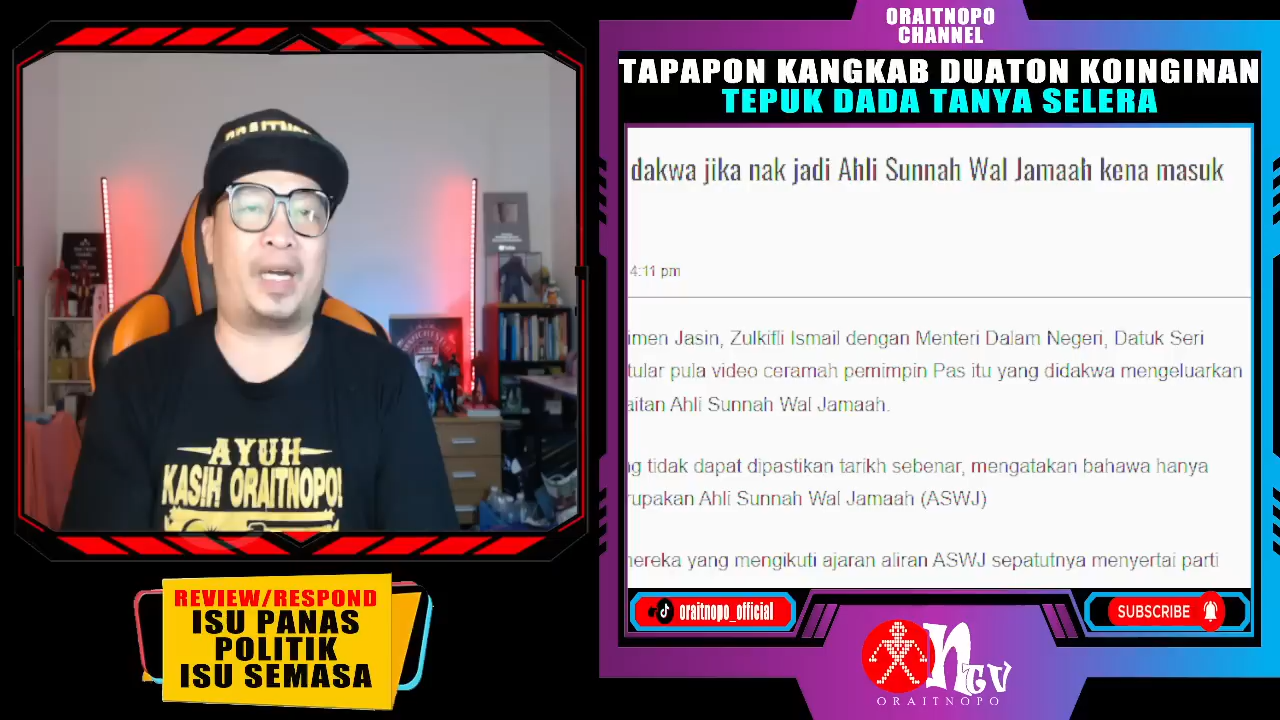 ORAITNOPO
CHANNEL
TAPAPON KANGKAB DUATON KOINGINAN
TEPUK DADA TANYA SELERA
dakwa jika nak jadi Ahli Sunnah Wal Jamaah kena masuk
4:11 pm
imen Jasin, Zulkifli Ismail dengan Menteri Dalam Negeri, Datuk Seri
tular pula video ceramah pemimpin Pas itu yang didakwa mengeluarkan
aitan Ahli Sunnah Wal Jamaah.
ng tidak dapat dipastikan tarikh sebenar, mengatakan bahawa hanya
rupakan Ahli Sunnah Wal Jamaah (ASWJ)
nereka yang mengikuti ajaran aliran ASWJ sepatutnya menyertai parti
AYUH
KASIH ORAITNOPO!
oraitnopo_official
SUBSCRIBE
REVIEW/RESPOND
ISU PANAS
POLITIK
ISU SEMASA
n TV
ORAITNOPO